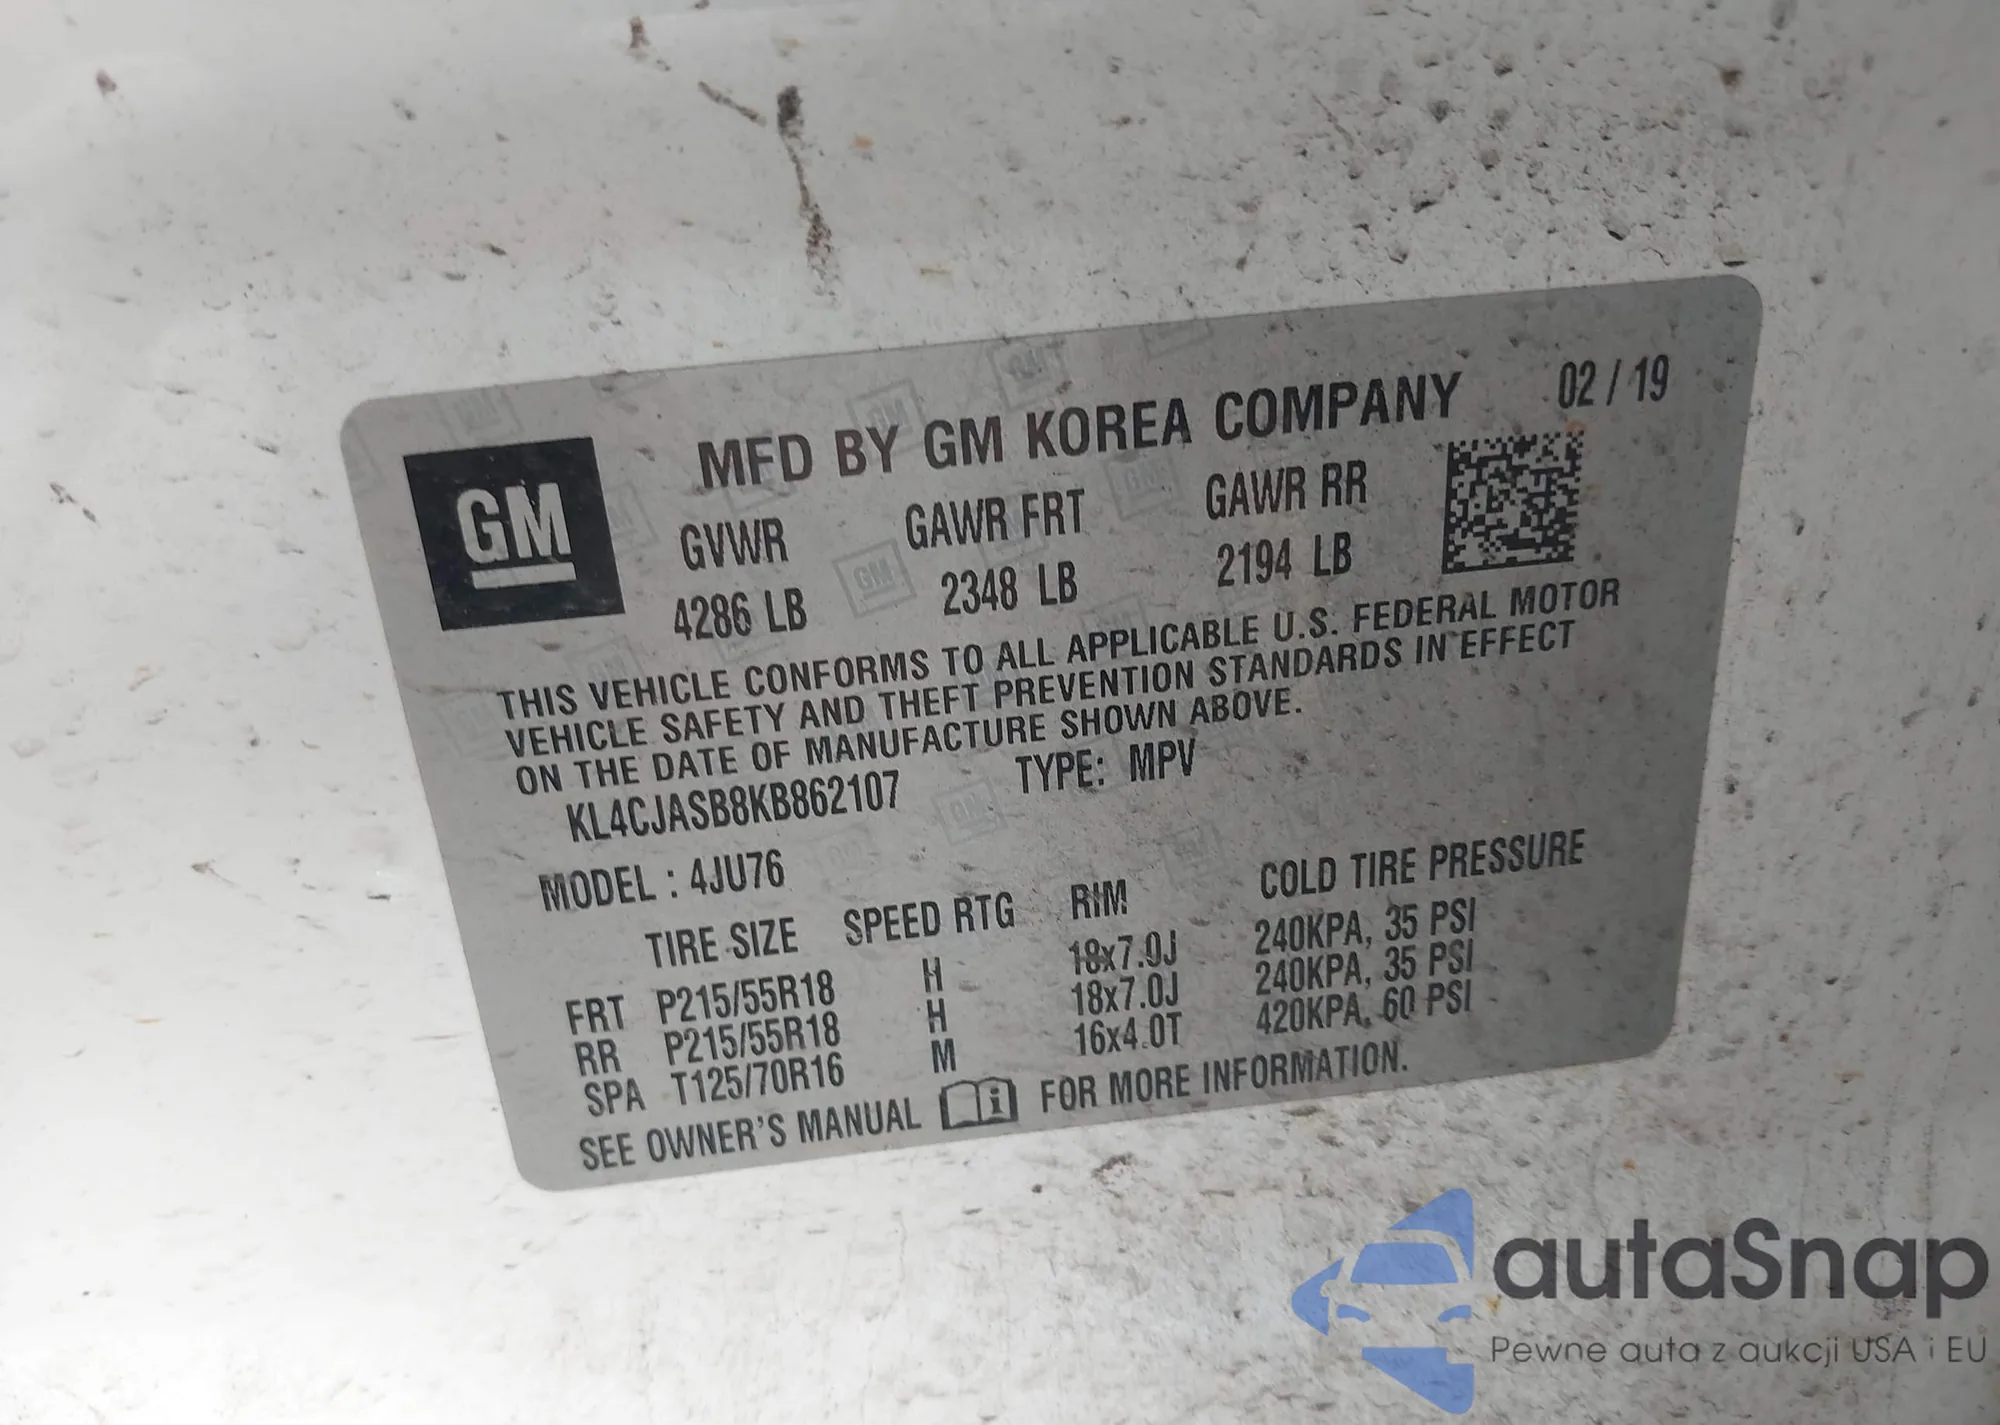 MFD BY GM KOREA COMPANY 02 / 19
GM
GVWR GAWR FRT GAWR RR
4286 LB 2348 LB 2194 LB
THIS VEHICLE CONFORMS TO ALL APPLICABLE U.S. FEDERAL MOTOR
VEHICLE SAFETY AND THEFT PREVENTION STANDARDS IN EFFECT
ON THE DATE OF MANUFACTURE SHOWN ABOVE.
KL4CJASB8KB862107 TYPE: MPV
MODEL : 4JU76
TIRE SIZE SPEED RTG RIM COLD TIRE PRESSURE
FRT P215/55R18 H 18x7.0J 240KPA, 35 PSI
RR P215/55R18 H 18x7.0J 240KPA, 35 PSI
SPA T125/70R16 M 16x4.0T 420KPA, 60 PSI
SEE OWNER'S MANUAL FOR MORE INFORMATION.
autaSnap
Pewne auta z aukcji USA i EU